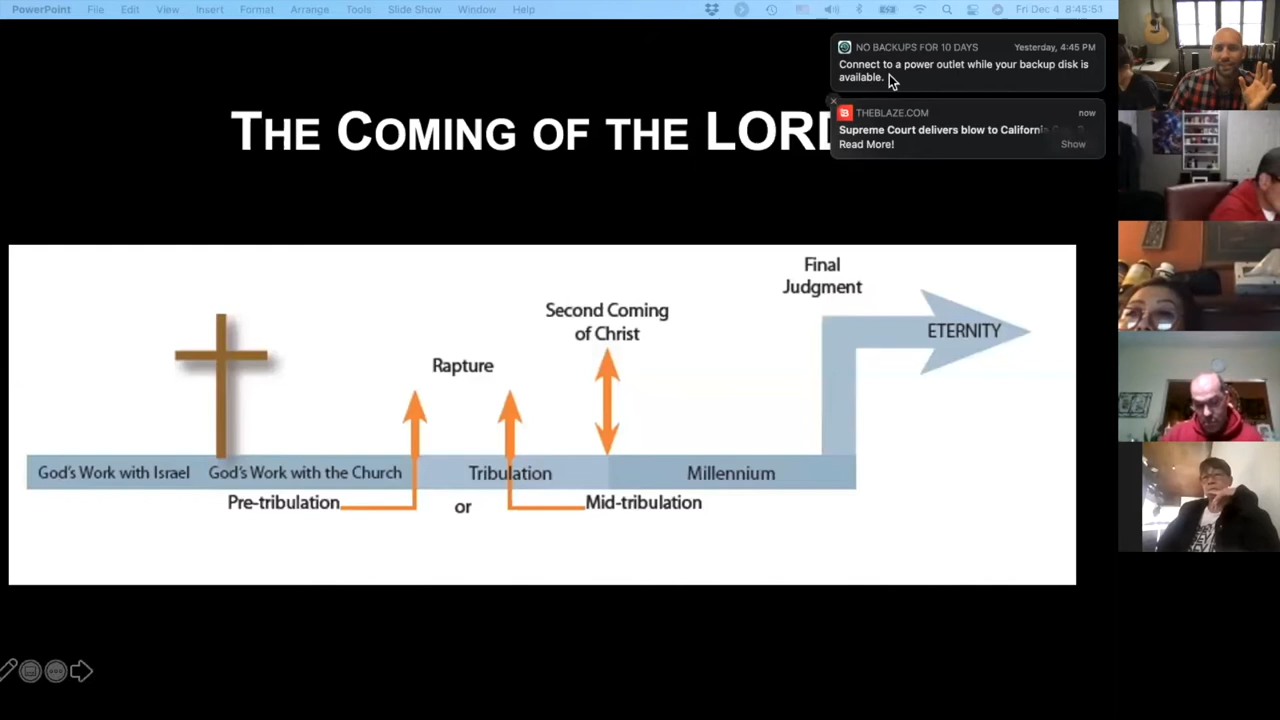 PowerPoint File Edit View Insert Format Arrange Tools Slide Show Window Help Fri Dec 4 8:45:51
NO BACKUPS FOR 10 DAYS Yesterday, 4:45 PM
Connect to a power outlet while your backup disk is
available.
THEBLAZE.COM now
Supreme Court delivers blow to California
Read More! Show
THE COMING OF THE LORD
Final
Judgment
Second Coming
of Christ
ETERNITY
Rapture
God's Work with Israel God's Work with the Church Tribulation Millennium
Pre-tribulation or Mid-tribulation